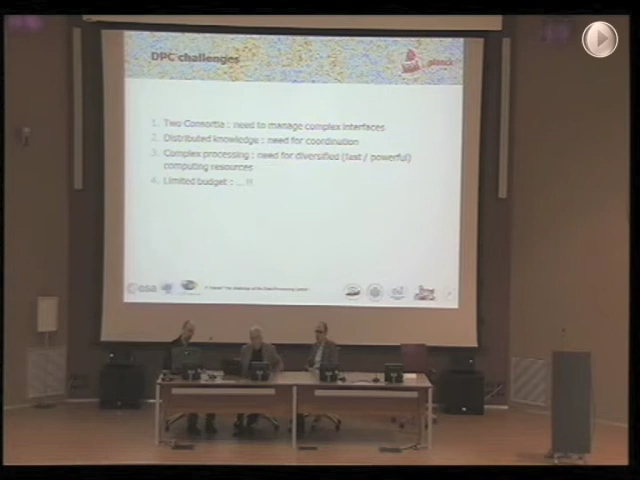 DPC challenges
planck
1. Two Consortia : need to manage complex interfaces
2. Distributed knowledge : need for coordination
3. Complex processing : need for diversified (fast / powerful)
computing resources
4. Limited budget : ... !!
esa